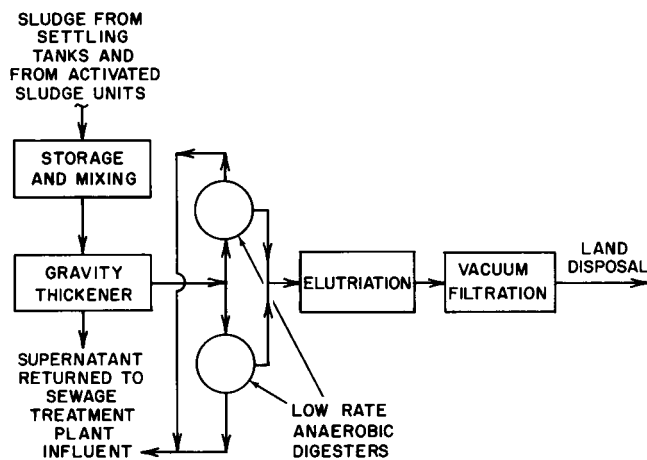 SLUDGE FROM
SETTLING
TANKS AND
FROM ACTIVATED
SLUDGE UNITS
STORAGE
AND MIXING
GRAVITY
THICKENER
ELUTRIATION
VACUUM
FILTRATION
LAND
DISPOSAL
SUPERNATANT
RETURNED TO
SEWAGE
TREATMENT
PLANT
INFLUENT
LOW RATE
ANAEROBIC
DIGESTERS